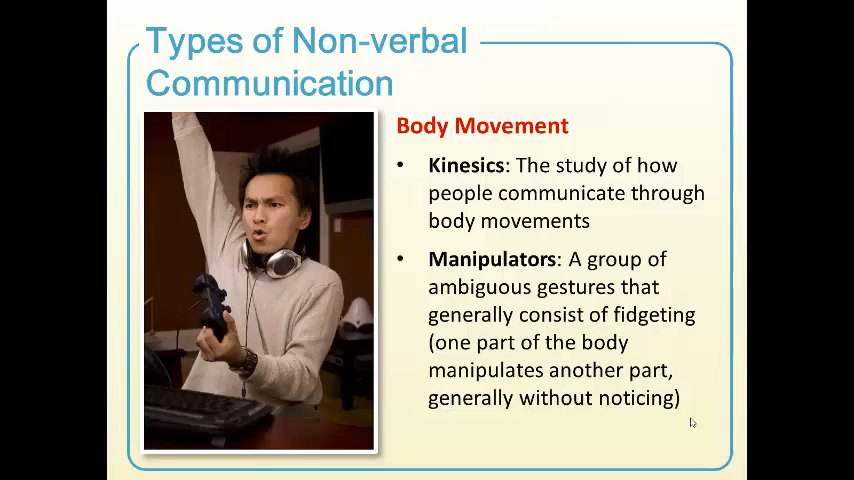 Types of Non-verbal
Communication
Body Movement
• Kinesics: The study of how
people communicate through
body movements
• Manipulators: A group of
ambiguous gestures that
generally consist of fidgeting
(one part of the body
manipulates another part,
generally without noticing)